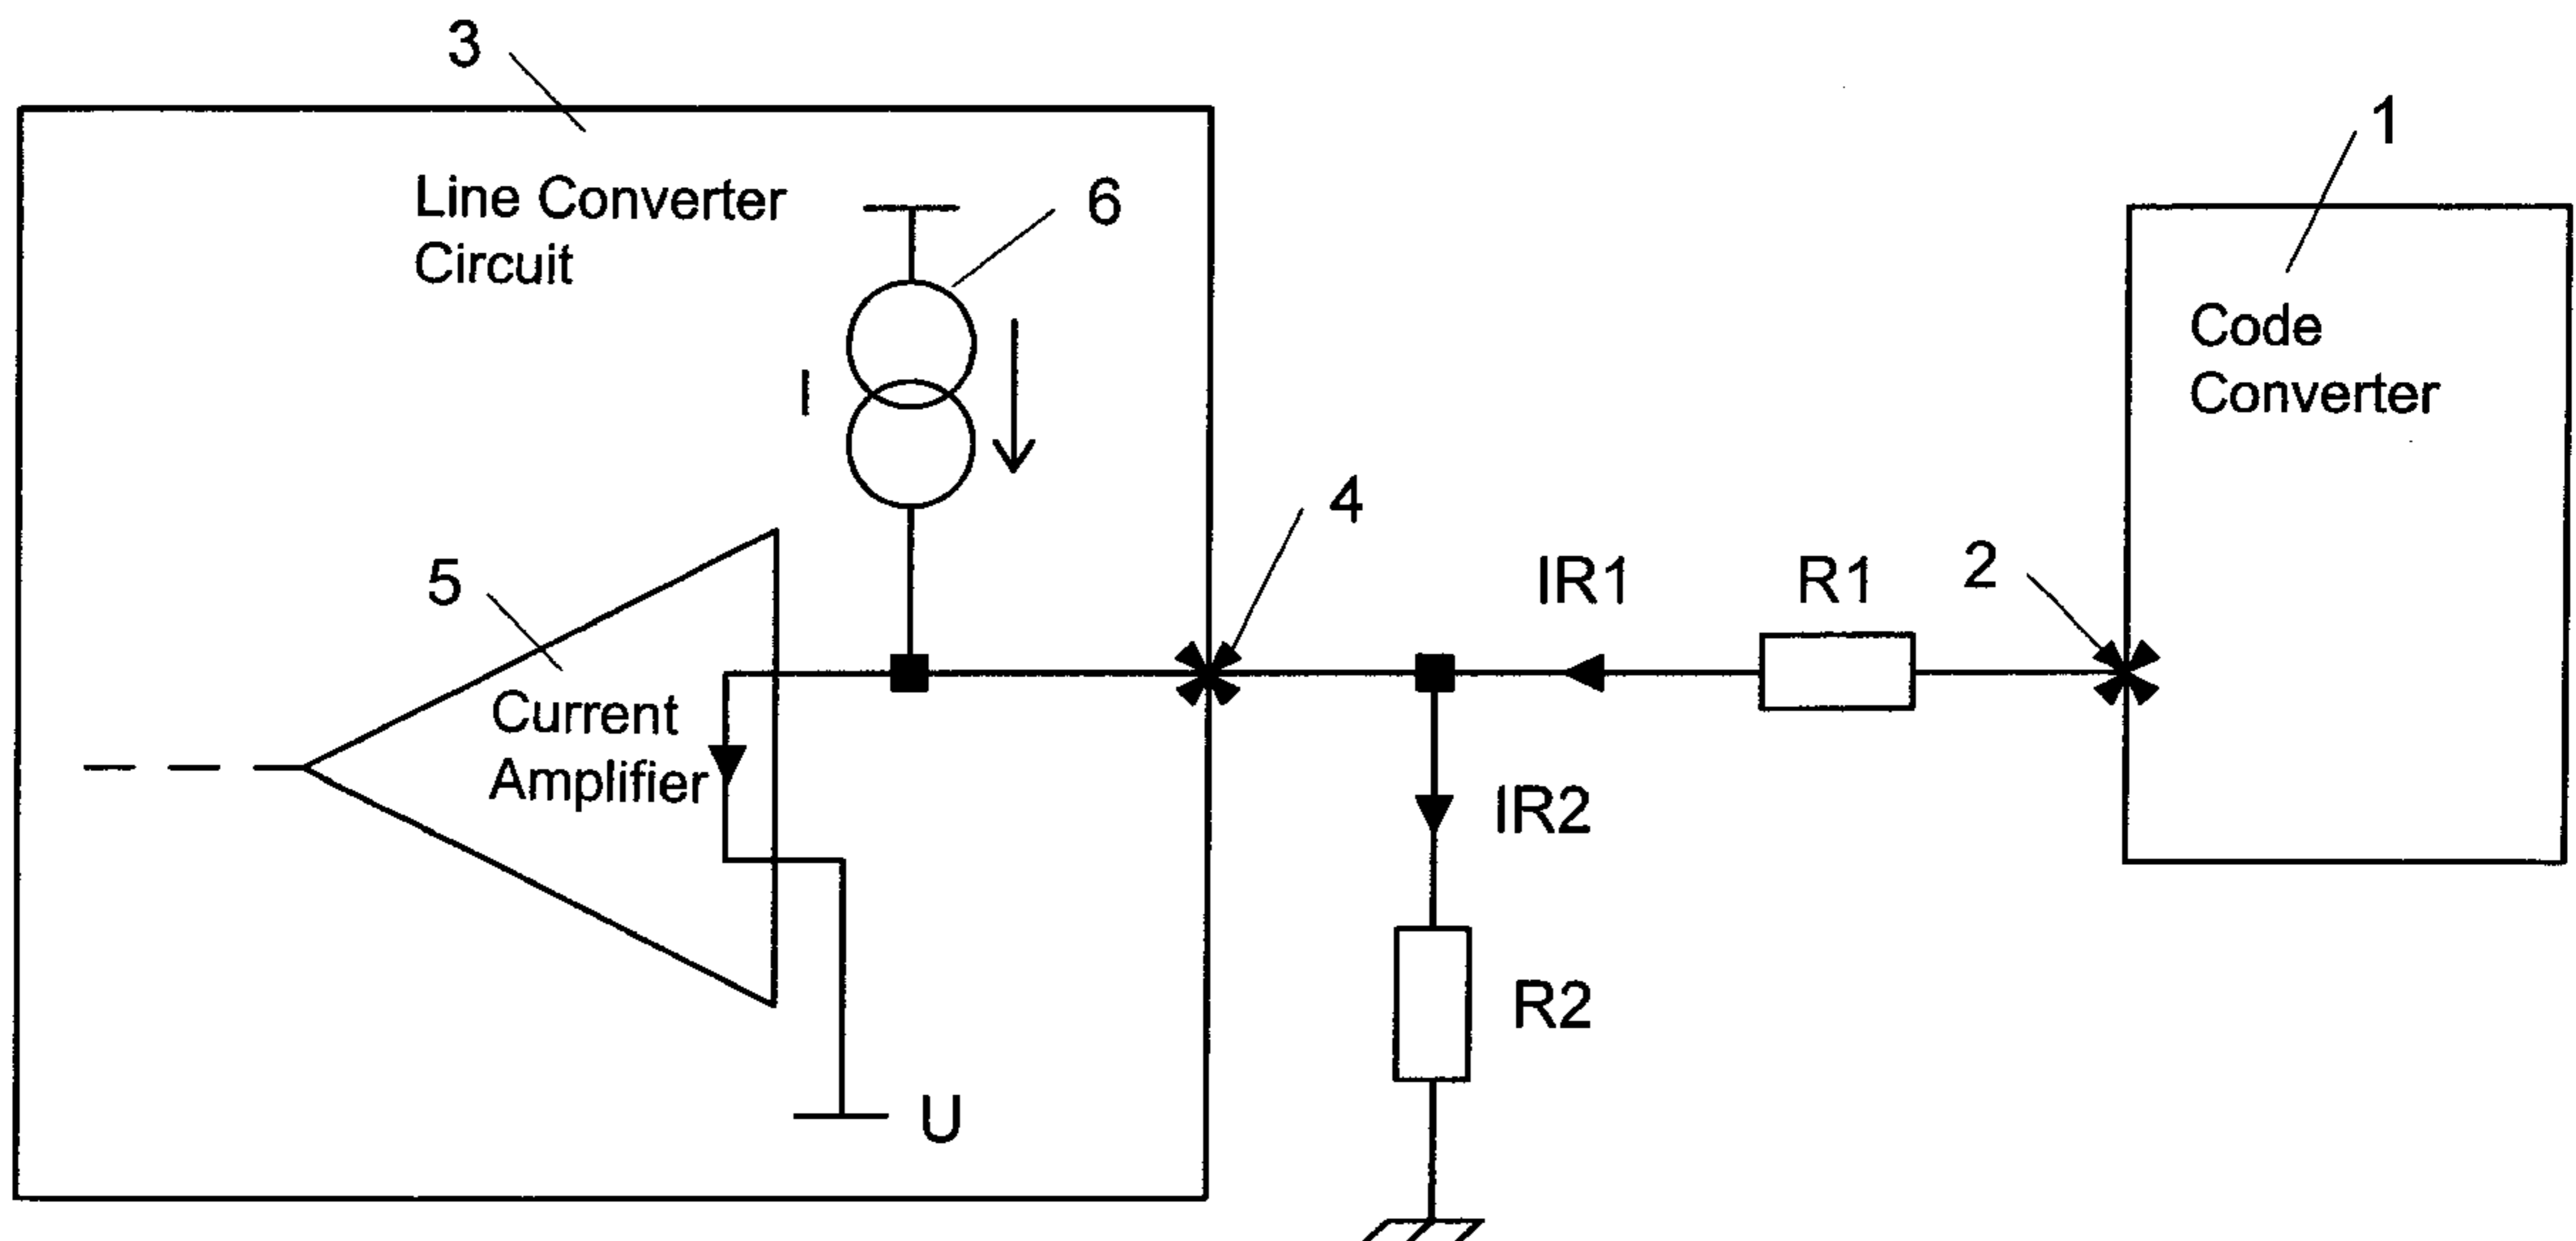 3
1
Line Converter
Circuit
6
Code
Converter
I
4
5
IR1
R1
2
Current
Amplifier
IR2
R2
U